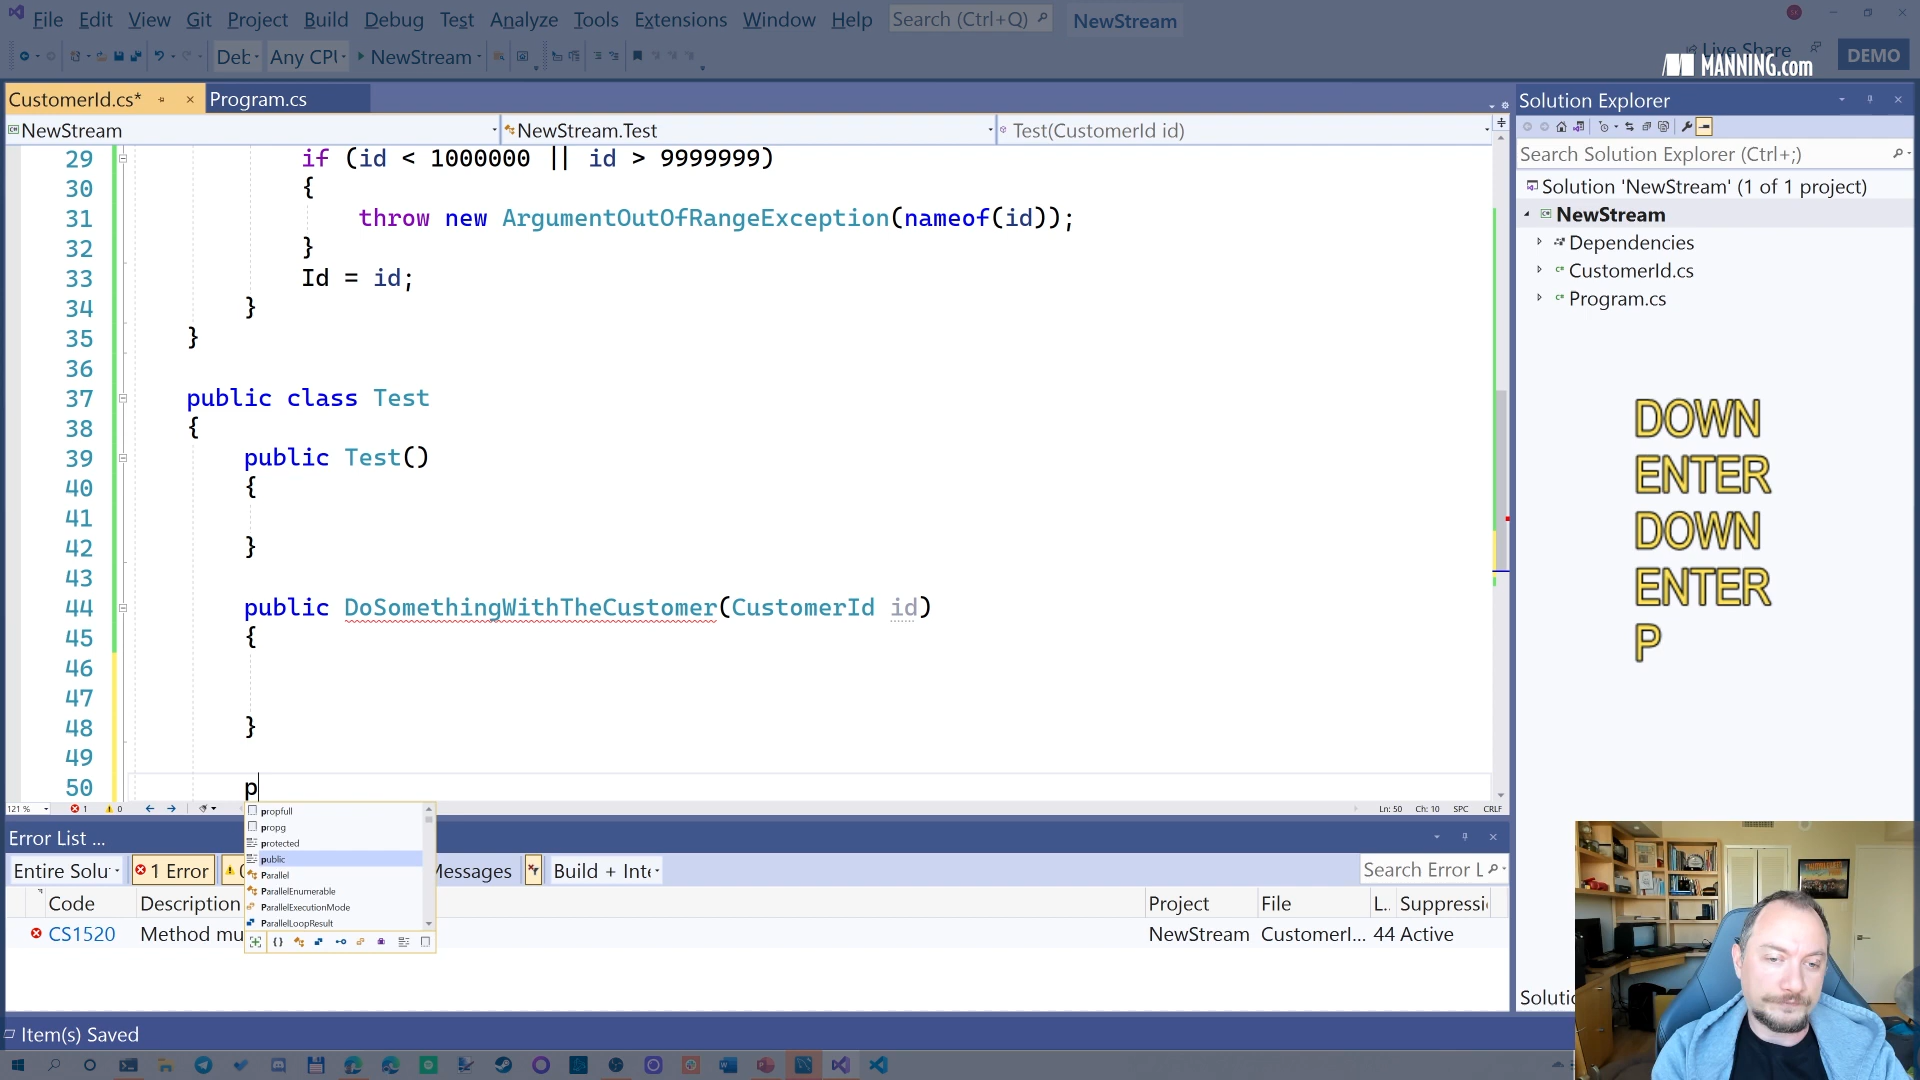 File Edit View Git Project Build Debug Test Analyze Tools Extensions Window Help Search (Ctrl+Q) NewStream
Deb Any CPU NewStream Live Share DEMO
MANNING.com
CustomerId.cs* Program.cs
NewStream NewStream.Test Test(CustomerId id)
29 if (id < 1000000 || id > 9999999)
30 {
31 throw new ArgumentOutOfRangeException(nameof(id));
32 }
33 Id = id;
34 }
35 }
36
37 public class Test
38 {
39 public Test()
40 {
41
42 }
43
44 public DoSomethingWithTheCustomer(CustomerId id)
45 {
46
47
48 }
49
50 p
121 % 1 0 Ln: 50 Ch: 10 SPC CRLF
propfull
propg
protected
public
Parallel
ParallelEnumerable
ParallelExecutionMode
ParallelLoopResult
Error List ...
Entire Solu 1 Error Messages Build + Inte Search Error L
Code Description Project File L.. Suppressi
CS1520 Method mu NewStream CustomerI... 44 Active
Item(s) Saved
Solution Explorer
Search Solution Explorer (Ctrl+;)
Solution 'NewStream' (1 of 1 project)
NewStream
Dependencies
CustomerId.cs
Program.cs
DOWN
ENTER
DOWN
ENTER
P
Solutio